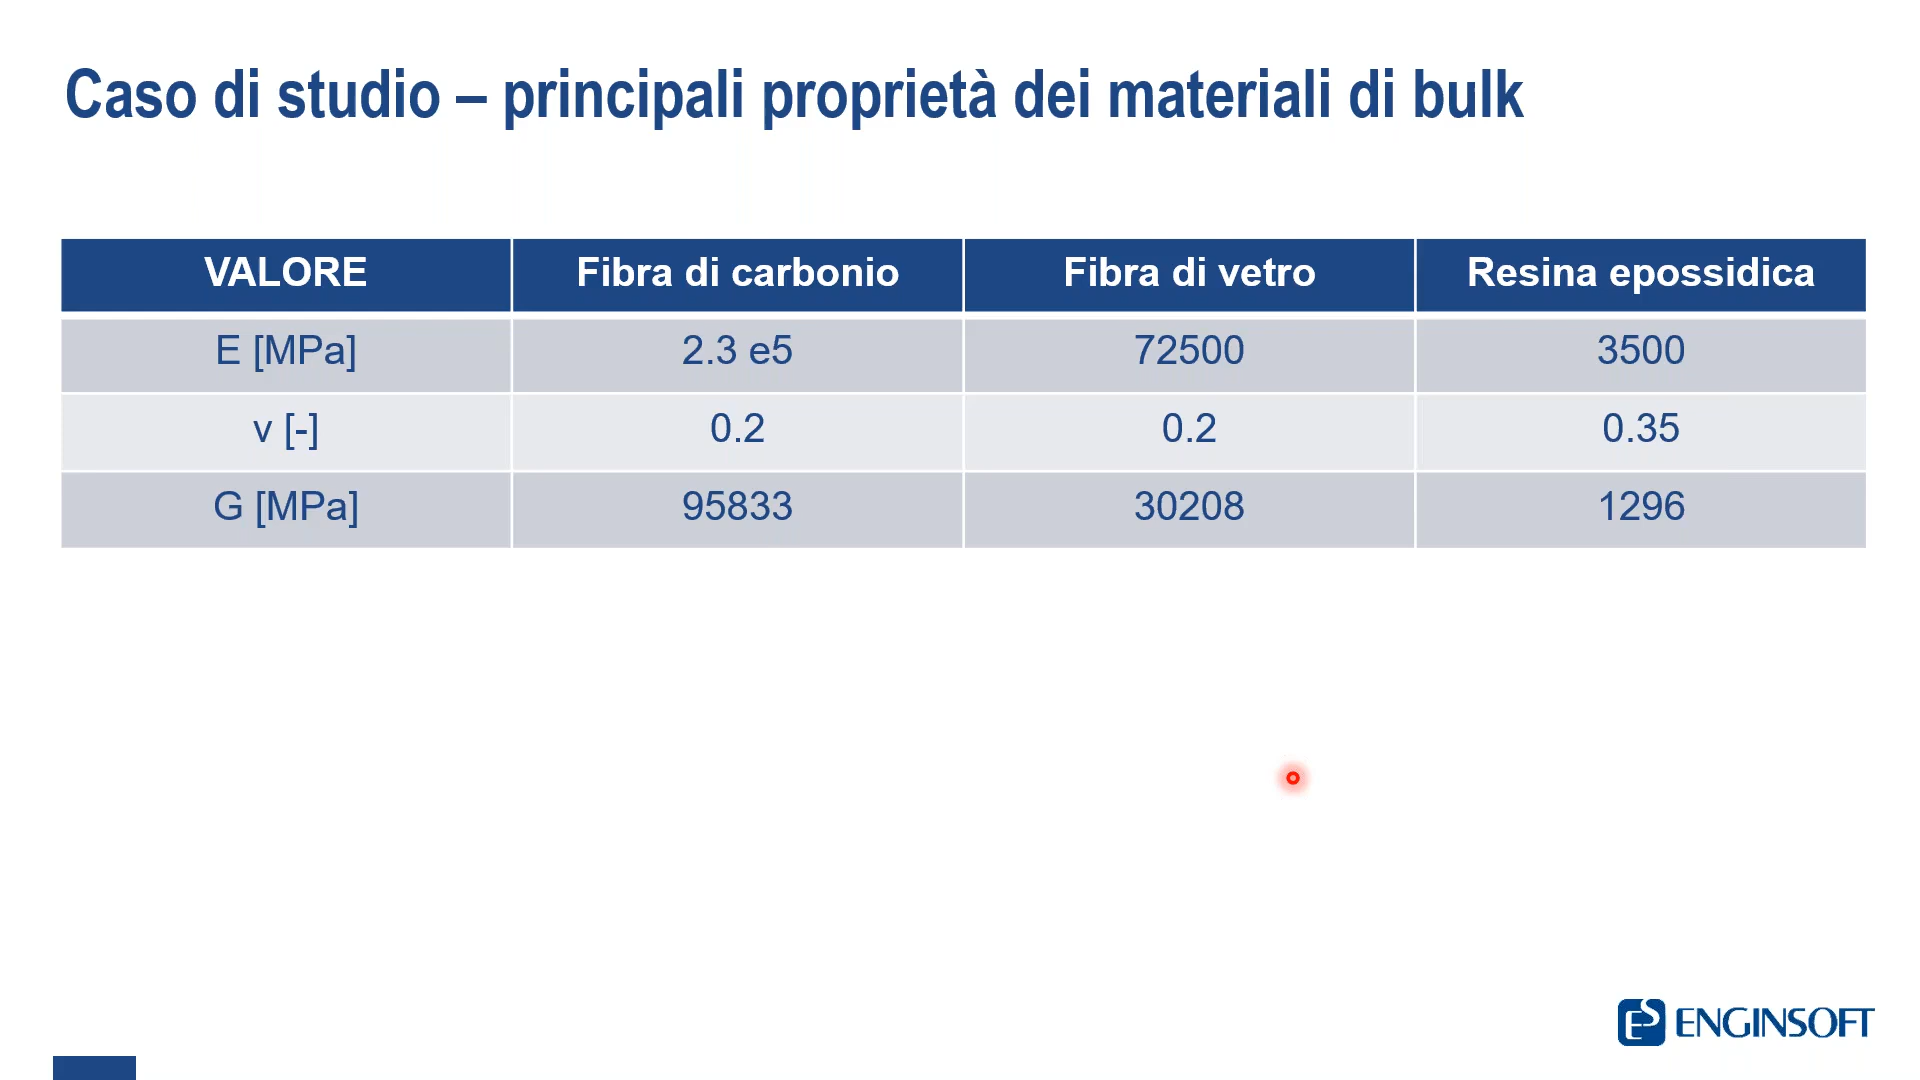 Caso di studio – principali proprietà dei materiali di bulk
VALORE Fibra di carbonio Fibra di vetro Resina epossidica
E [MPa] 2.3 e5 72500 3500
ν [-] 0.2 0.2 0.35
G [MPa] 95833 30208 1296
ES ENGINSOFT